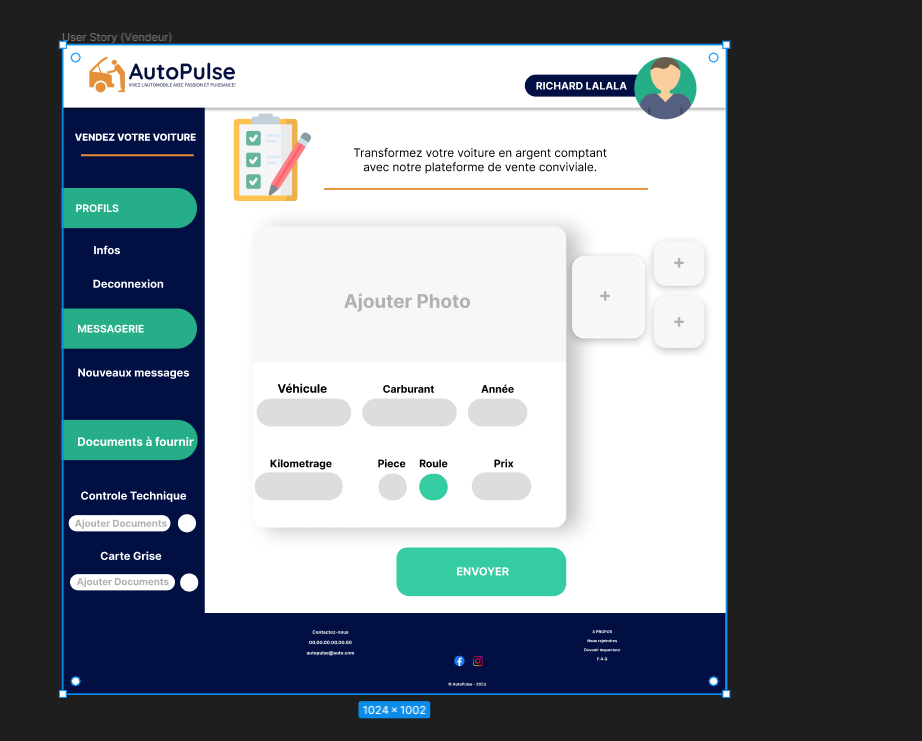 User Story (Vendeur)
AutoPulse
VIVEZ L'AUTOMOBILE AVEC PASSION ET PUISSANCE!
RICHARD LALALA
VENDEZ VOTRE VOITURE
PROFILS
Infos
Deconnexion
MESSAGERIE
Nouveaux messages
Documents à fournir
Controle Technique
Ajouter Documents
Carte Grise
Ajouter Documents
Transformez votre voiture en argent comptant
avec notre plateforme de vente conviviale.
Ajouter Photo
+
+
+
Véhicule
Carburant
Année
Kilometrage
Piece
Roule
Prix
ENVOYER
Contactez-nous
00.00.00.00.00.00
autopulse@auto.com
A PROPOS
Nous rejoindres
Devenir inspecteur
F.A.Q
© AutoPulse - 2023
1024 × 1002